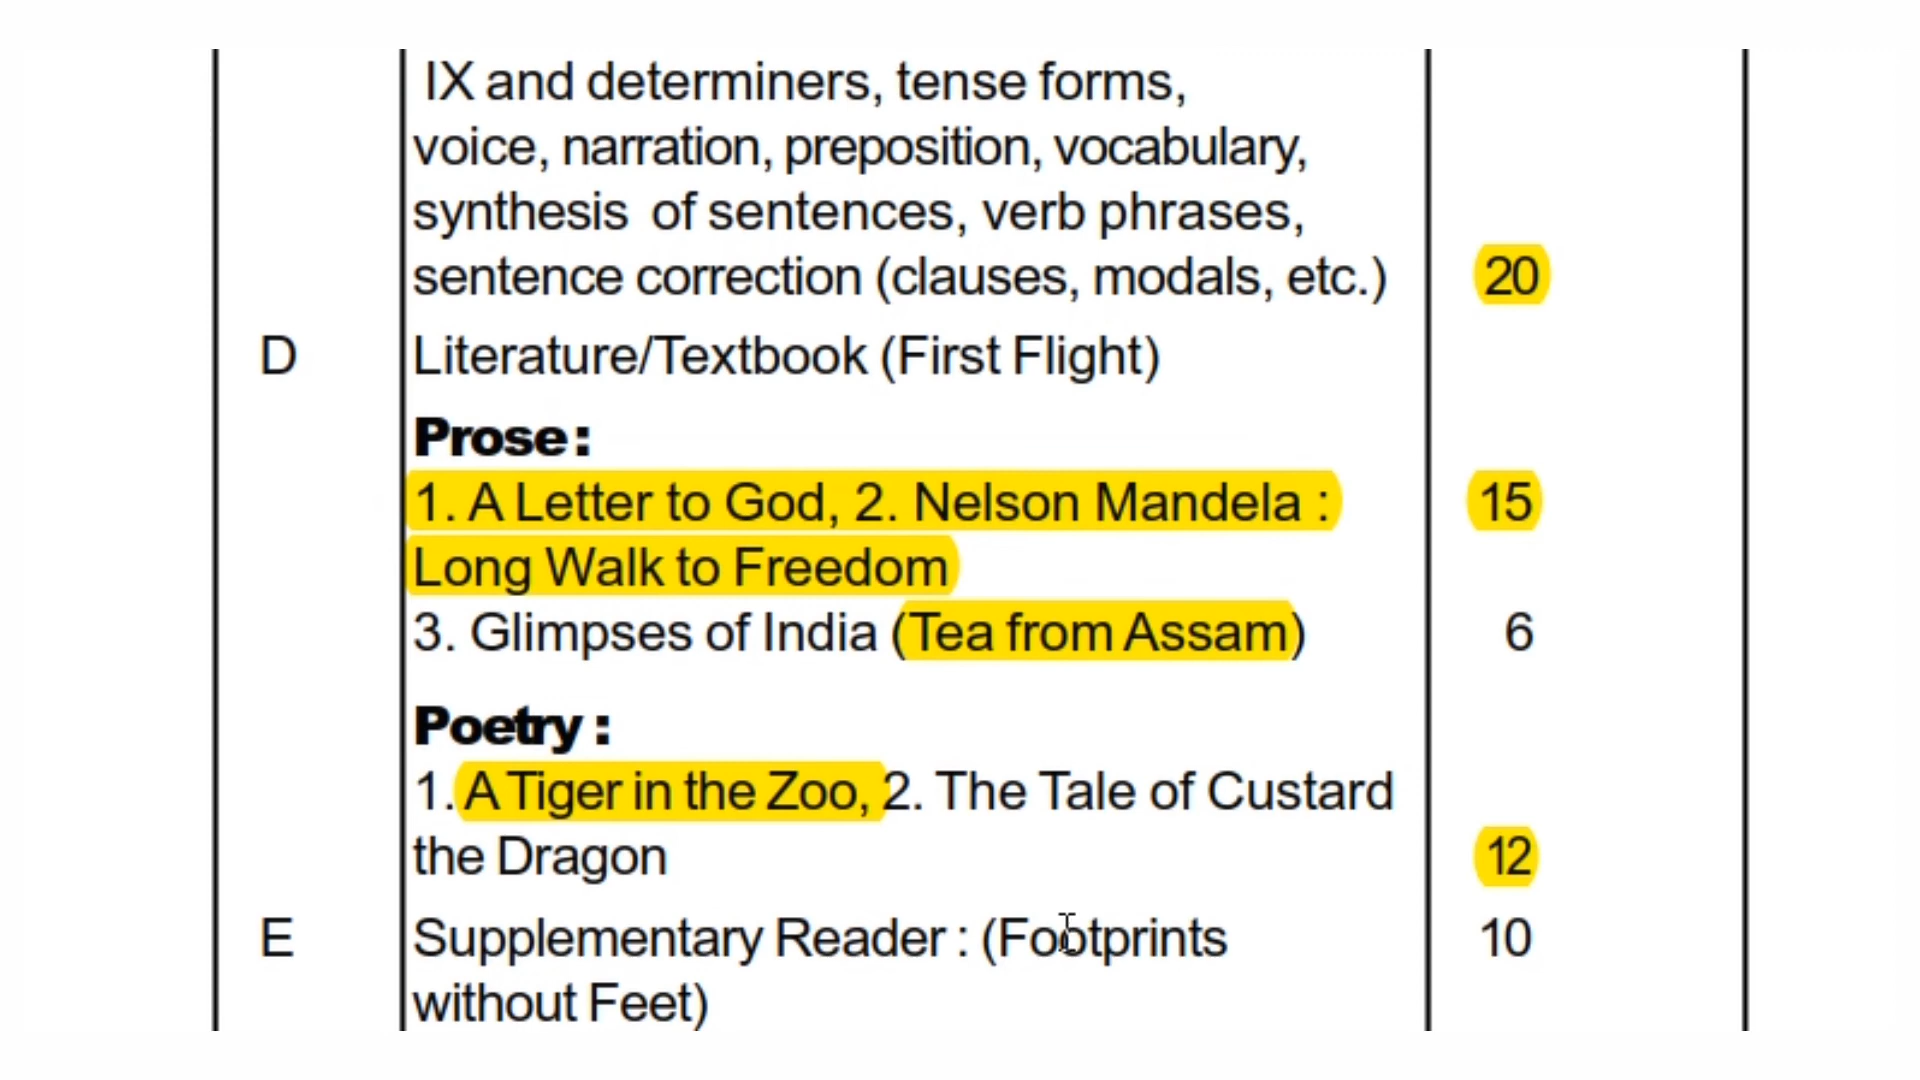 IX and determiners, tense forms,
voice, narration, preposition, vocabulary,
synthesis of sentences, verb phrases,
sentence correction (clauses, modals, etc.) 20
D Literature/Textbook (First Flight)
Prose :
1. A Letter to God, 2. Nelson Mandela : 15
Long Walk to Freedom
3. Glimpses of India (Tea from Assam) 6
Poetry :
1. A Tiger in the Zoo, 2. The Tale of Custard
the Dragon 12
E Supplementary Reader : (Footprints 10
without Feet)